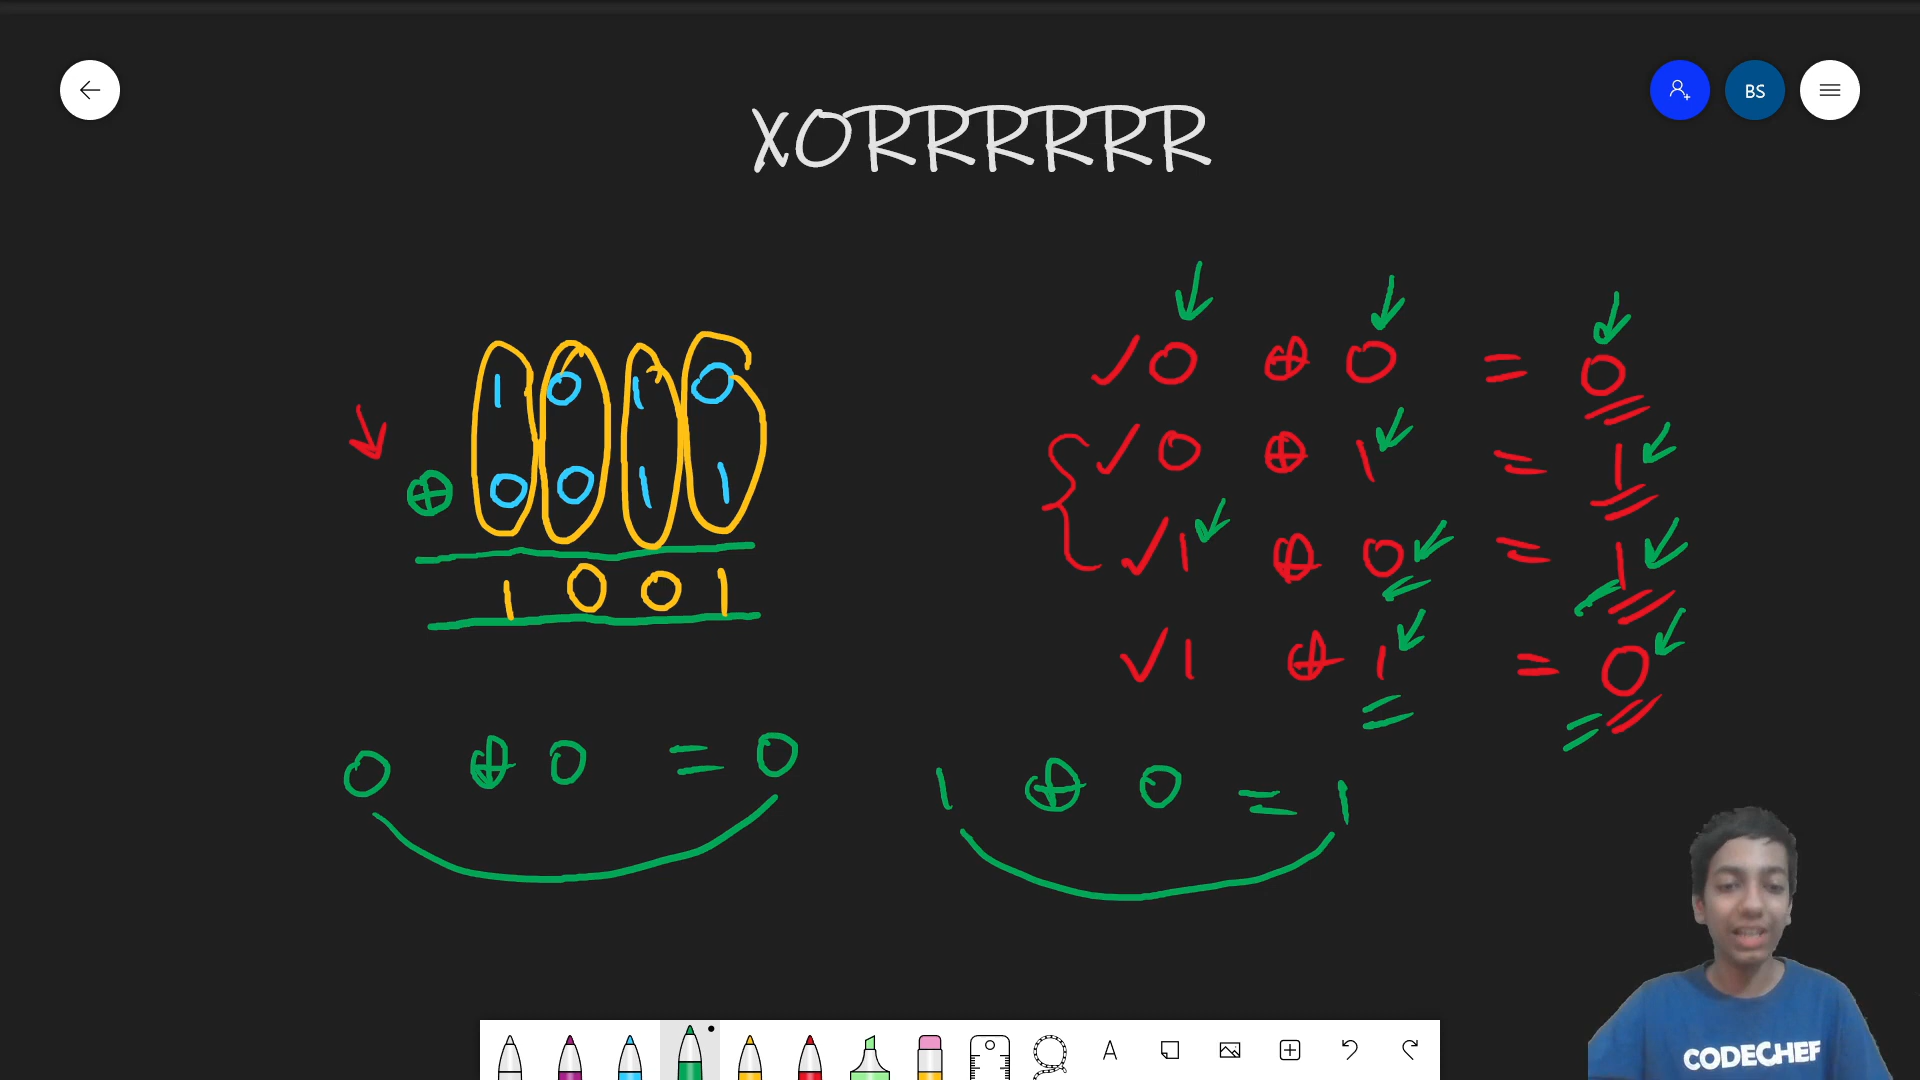 BS
XORRRRRR
1 0 1 0
⊕ 0 0 1 1
1 0 0 1
✓ 0 ⊕ 0 = 0
✓ 0 ⊕ 1 = 1
✓ 1 ⊕ 0 = 1
✓ 1 ⊕ 1 = 0
0 ⊕ 0 = 0
1 ⊕ 0 = 1
CODECHEF
A